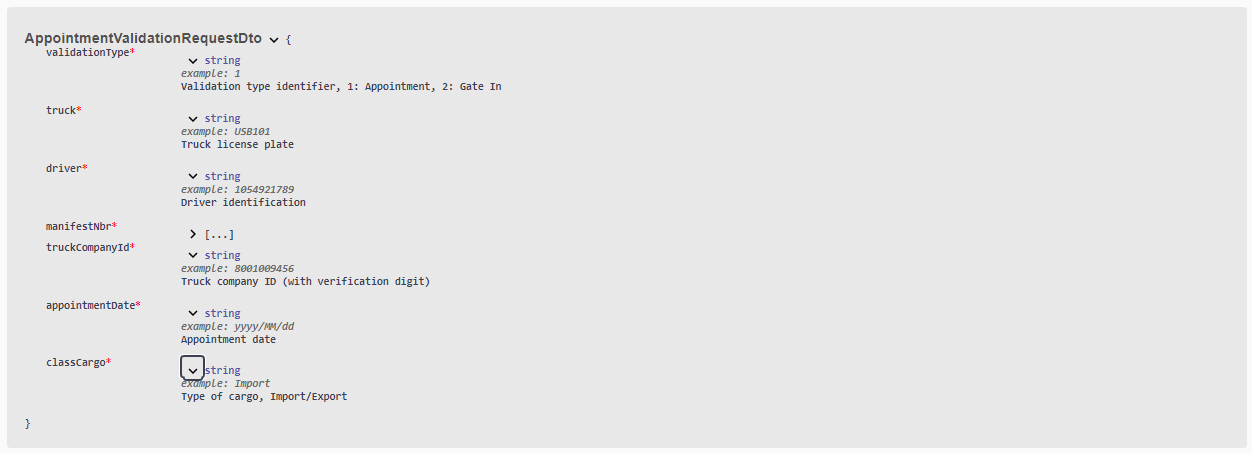 AppointmentValidationRequestDto {
validationType*
string
example: 1
Validation type identifier, 1: Appointment, 2: Gate In
truck*
string
example: USB101
Truck license plate
driver*
string
example: 1054921789
Driver identification
manifestNbr*
[...]
truckCompanyId*
string
example: 8001009456
Truck company ID (with verification digit)
appointmentDate*
string
example: yyyy/MM/dd
Appointment date
classCargo*
string
example: Import
Type of cargo, Import/Export
}